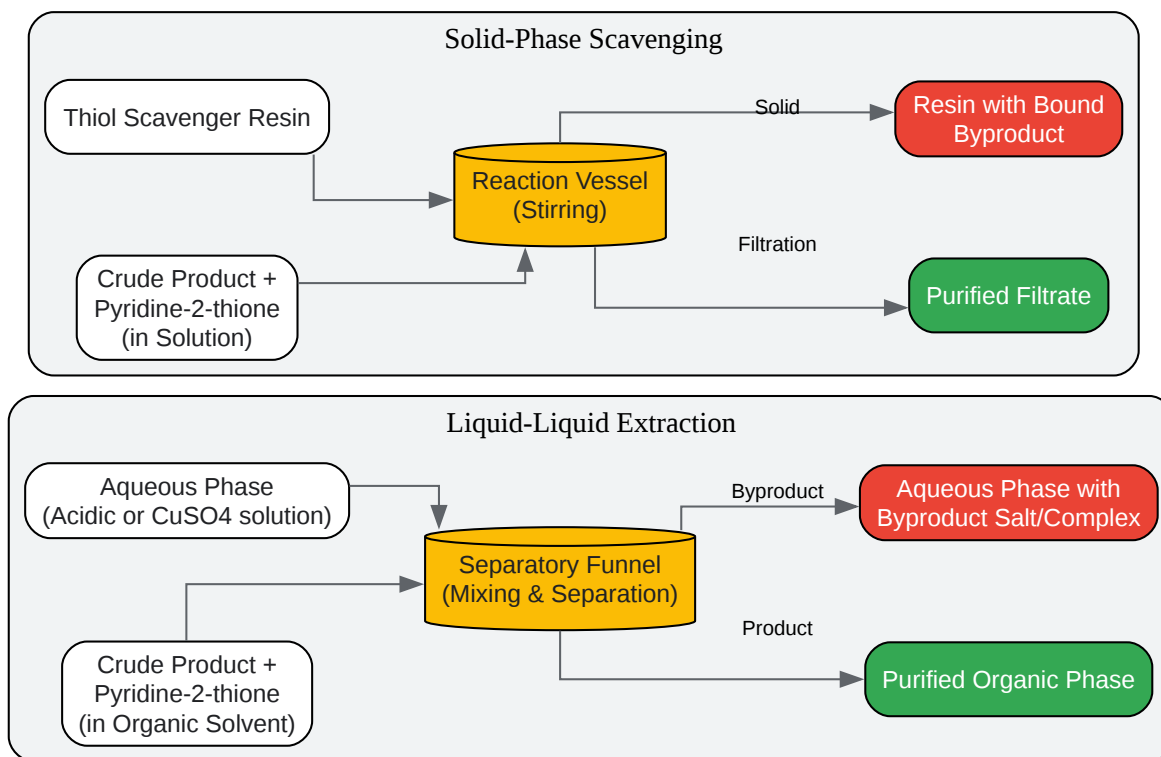 Solid-Phase Scavenging
Thiol Scavenger Resin
Solid
Resin with Bound
Byproduct
Reaction Vessel
(Stirring)
Filtration
Crude Product +
Pyridine-2-thione
(in Solution)
Purified Filtrate
Liquid-Liquid Extraction
Aqueous Phase
(Acidic or CuSO4 solution)
Byproduct
Aqueous Phase with
Byproduct Salt/Complex
Separatory Funnel
(Mixing & Separation)
Product
Crude Product +
Pyridine-2-thione
(in Organic Solvent)
Purified Organic Phase